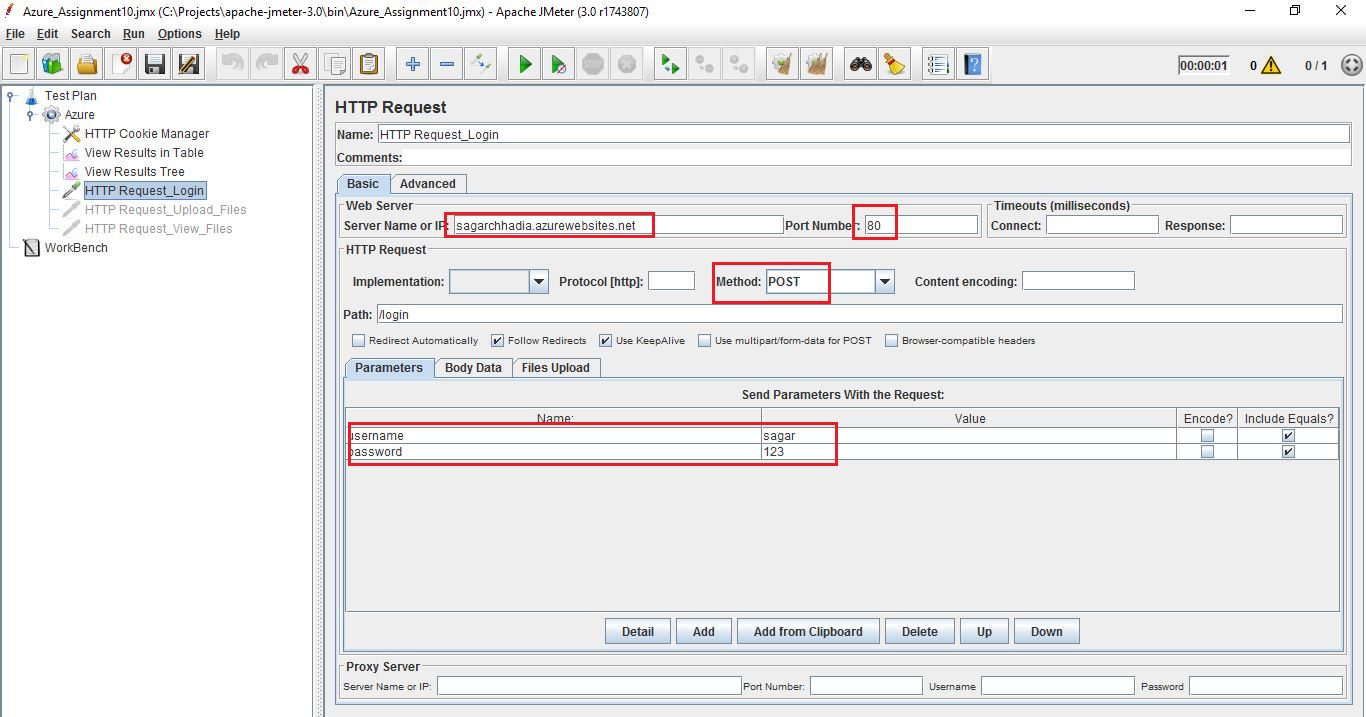 Azure_Assignment10.jmx (C:\Projects\apache-jmeter-3.0\bin\Azure_Assignment10.jmx) - Apache JMeter (3.0 r1743807)
File Edit Search Run Options Help
00:00:01 0 0 / 1
Test Plan
Azure
HTTP Cookie Manager
View Results in Table
View Results Tree
HTTP Request_Login
HTTP Request_Upload_Files
HTTP Request_View_Files
WorkBench
HTTP Request
Name: HTTP Request_Login
Comments:
Basic Advanced
Web Server Timeouts (milliseconds)
Server Name or IP: sagarchhadia.azurewebsites.net Port Number: 80 Connect: Response:
HTTP Request
Implementation: Protocol [http]: Method: POST Content encoding:
Path: /login
Redirect Automatically Follow Redirects Use KeepAlive Use multipart/form-data for POST Browser-compatible headers
Parameters Body Data Files Upload
Send Parameters With the Request:
Name: Value Encode? Include Equals?
username sagar
password 123
Detail Add Add from Clipboard Delete Up Down
Proxy Server
Server Name or IP: Port Number: Username Password